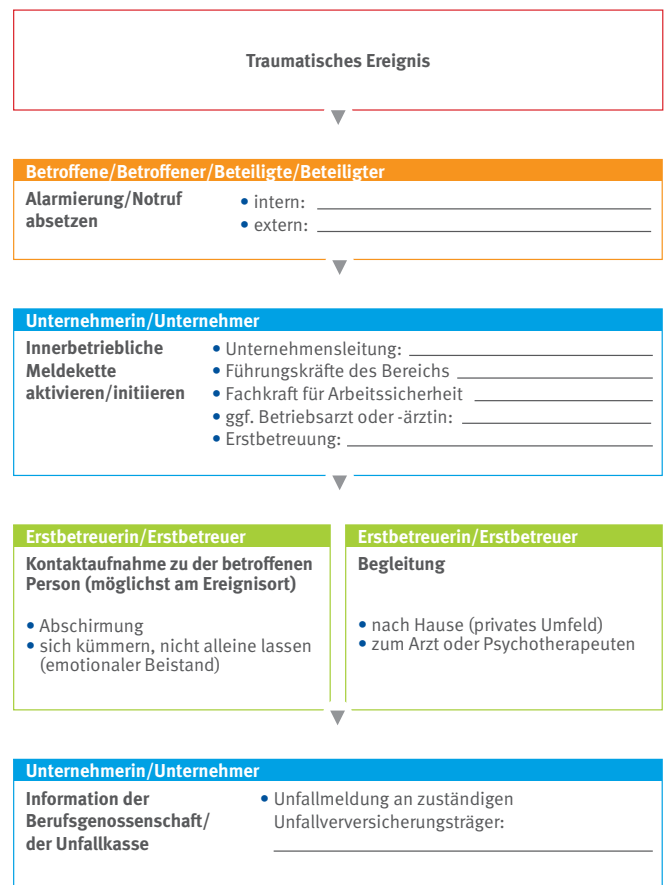 Traumatisches Ereignis
Betroffene/Betroffener/Beteiligte/Beteiligter
Alarmierung/Notruf
absetzen
• intern:
• extern:
Unternehmerin/Unternehmer
Innerbetriebliche
Meldekette
aktivieren/initiieren
• Unternehmensleitung:
• Führungskräfte des Bereichs
• Fachkraft für Arbeitssicherheit
• ggf. Betriebsarzt oder -ärztin:
• Erstbetreuung:
Erstbetreuerin/Erstbetreuer
Kontaktaufnahme zu der betroffenen
Person (möglichst am Ereignisort)
• Abschirmung
• sich kümmern, nicht alleine lassen
(emotionaler Beistand)
Erstbetreuerin/Erstbetreuer
Begleitung
• nach Hause (privates Umfeld)
• zum Arzt oder Psychotherapeuten
Unternehmerin/Unternehmer
Information der
Berufsgenossenschaft/
der Unfallkasse
• Unfallmeldung an zuständigen
Unfallverversicherungsträger: